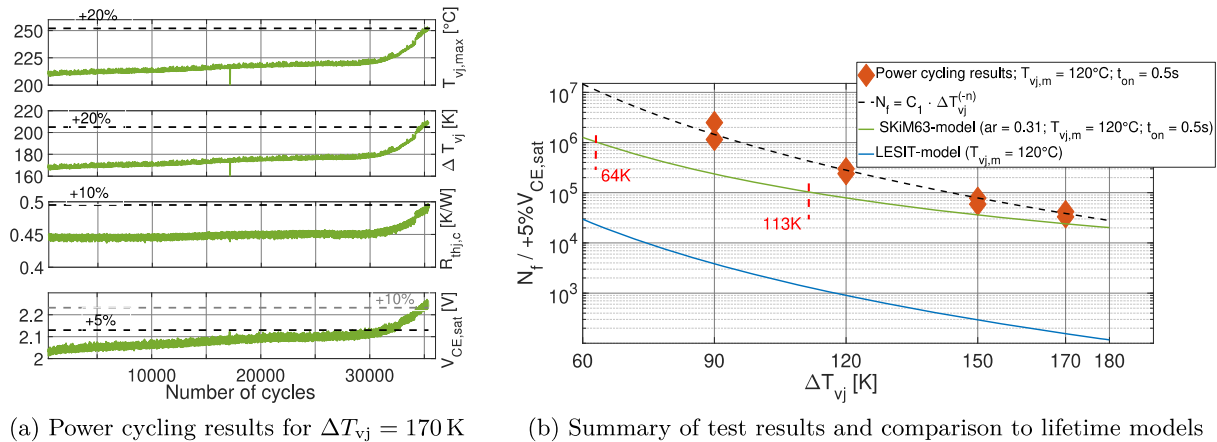 +20%
250
225
200
T_vj,max [°C]
+20%
220
200
180
160
Δ T_vj [K]
+10%
0.5
0.45
0.4
R_thj,c [K/W]
+10%
+5%
2.2
2.1
2
V_CE,sat [V]
10000 20000 30000
Number of cycles
(a) Power cycling results for ΔT_vj = 170 K
Power cycling results; T_vj,m = 120°C; t_on = 0.5s
N_f = C_1 · ΔT_vj^(-n)
SKiM63-model (ar = 0.31; T_vj,m = 120°C; t_on = 0.5s)
LESIT-model (T_vj,m = 120°C)
10^7
10^6
10^5
10^4
10^3
N_f / +5%V_CE,sat
64K
113K
60 90 120 150 170 180
ΔT_vj [K]
(b) Summary of test results and comparison to lifetime models